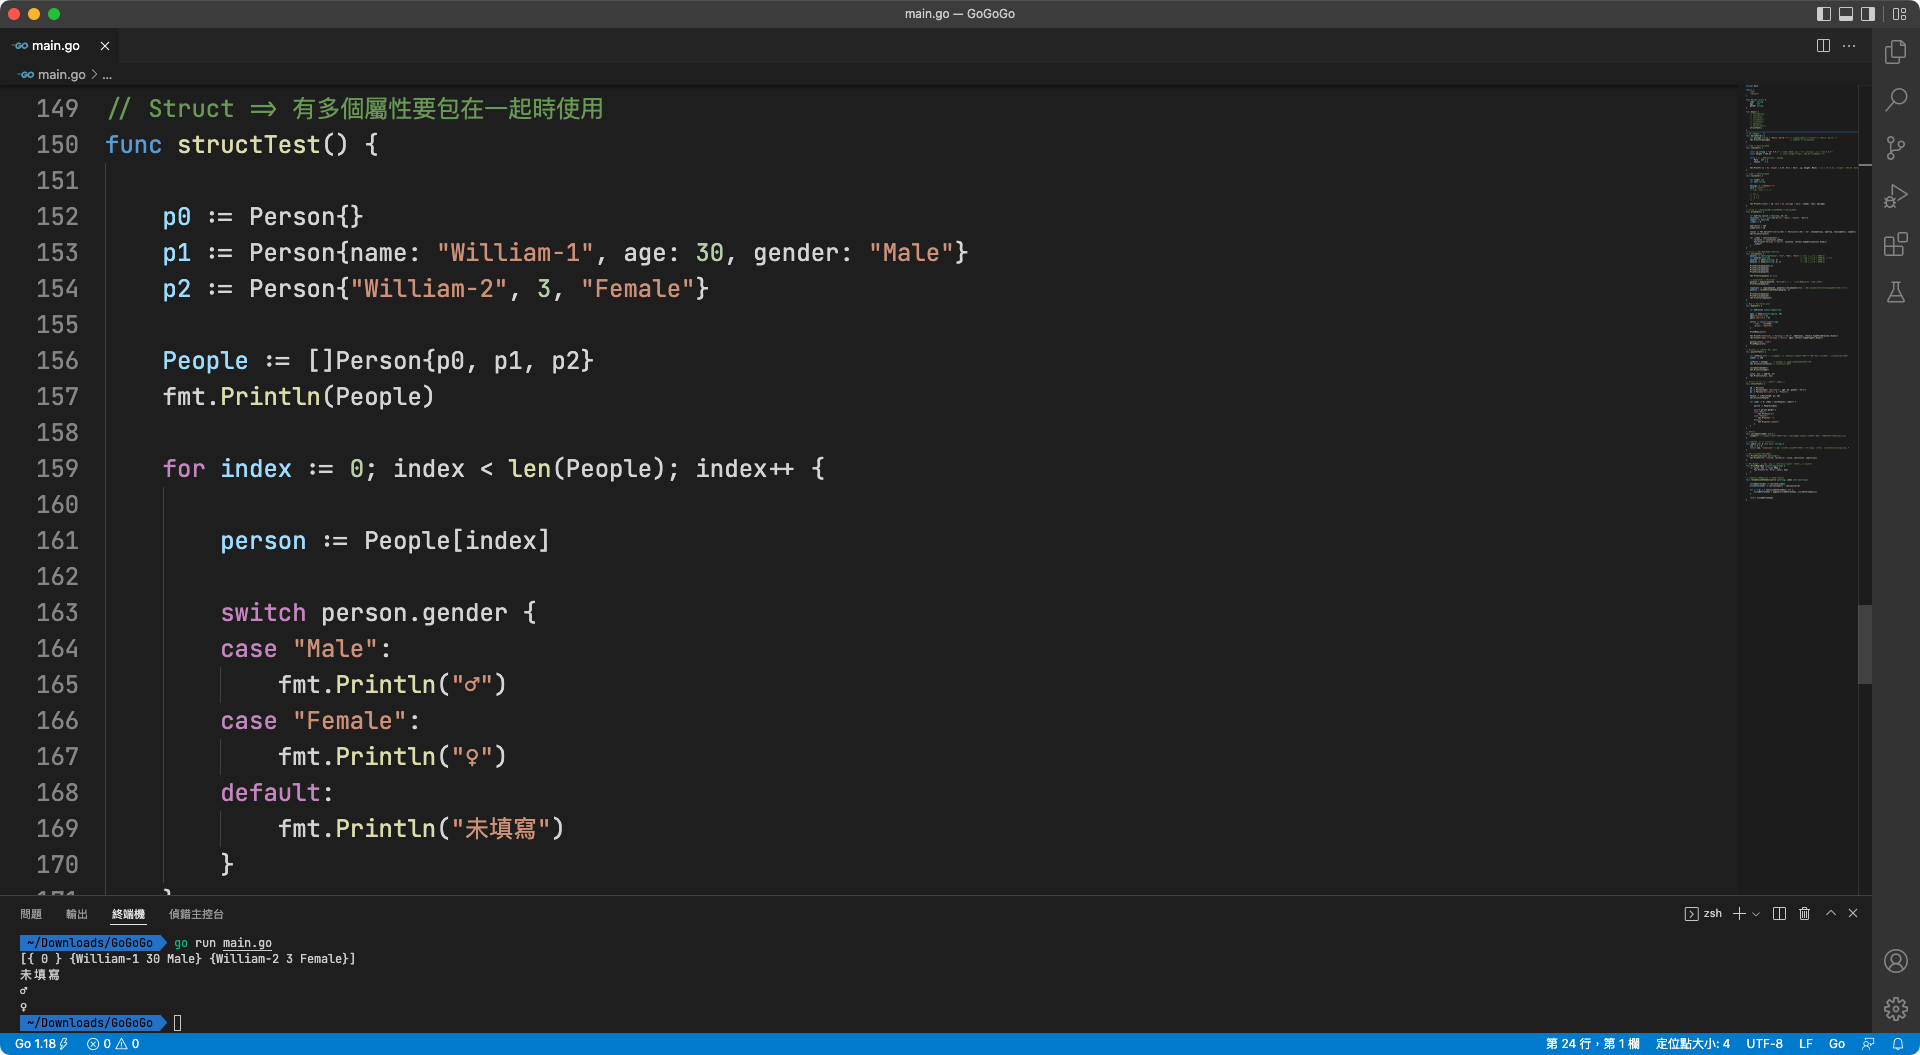 main.go — GoGoGo
main.go
main.go > ...
149 // Struct => 有多個屬性要包在一起時使用
150 func structTest() {
151
152 p0 := Person{}
153 p1 := Person{name: "William-1", age: 30, gender: "Male"}
154 p2 := Person{"William-2", 3, "Female"}
155
156 People := []Person{p0, p1, p2}
157 fmt.Println(People)
158
159 for index := 0; index < len(People); index++ {
160
161 person := People[index]
162
163 switch person.gender {
164 case "Male":
165 fmt.Println("♂")
166 case "Female":
167 fmt.Println("♀")
168 default:
169 fmt.Println("未填寫")
170 }
171 }
問題 輸出 終端機 偵錯主控台 zsh
~/Downloads/GoGoGo go run main.go
[{ 0 } {William-1 30 Male} {William-2 3 Female}]
未填寫
♂
♀
~/Downloads/GoGoGo
Go 1.18 0 0 第 24 行，第 1 欄 定位點大小: 4 UTF-8 LF Go